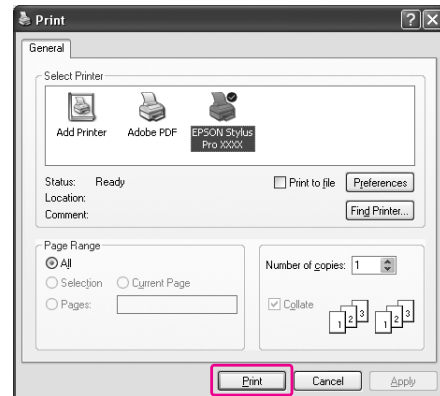 Print
General
Select Printer
Add Printer
Adobe PDF
EPSON Stylus
Pro XXXX
Status: Ready
Location:
Comment:
Print to file
Preferences
Find Printer...
Page Range
All
Selection
Current Page
Pages:
Number of copies: 1
Collate
1 2 3 1 2 3
Print
Cancel
Apply